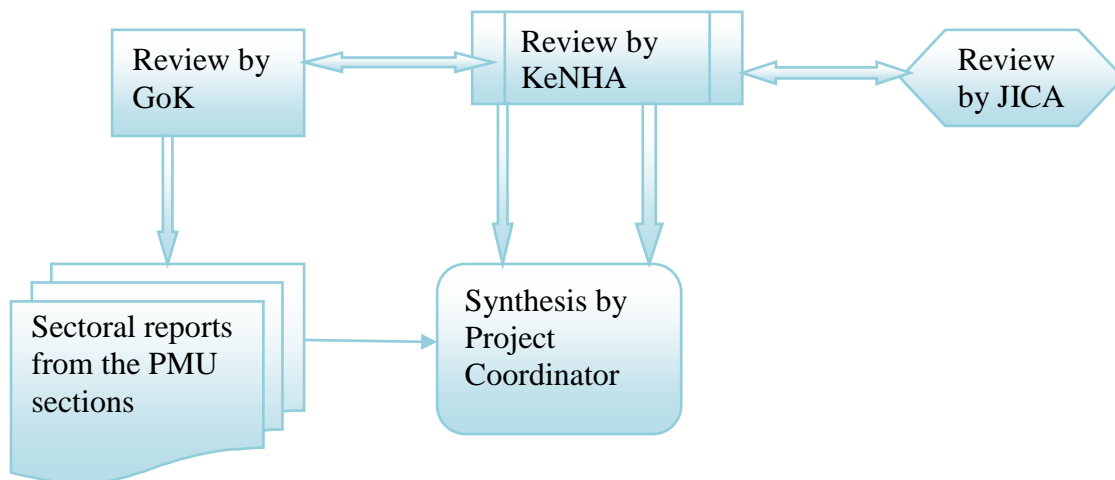 Review by
GoK
Review by
KeNHA
Review
by JICA
Sectoral reports
from the PMU
sections
Synthesis by
Project
Coordinator